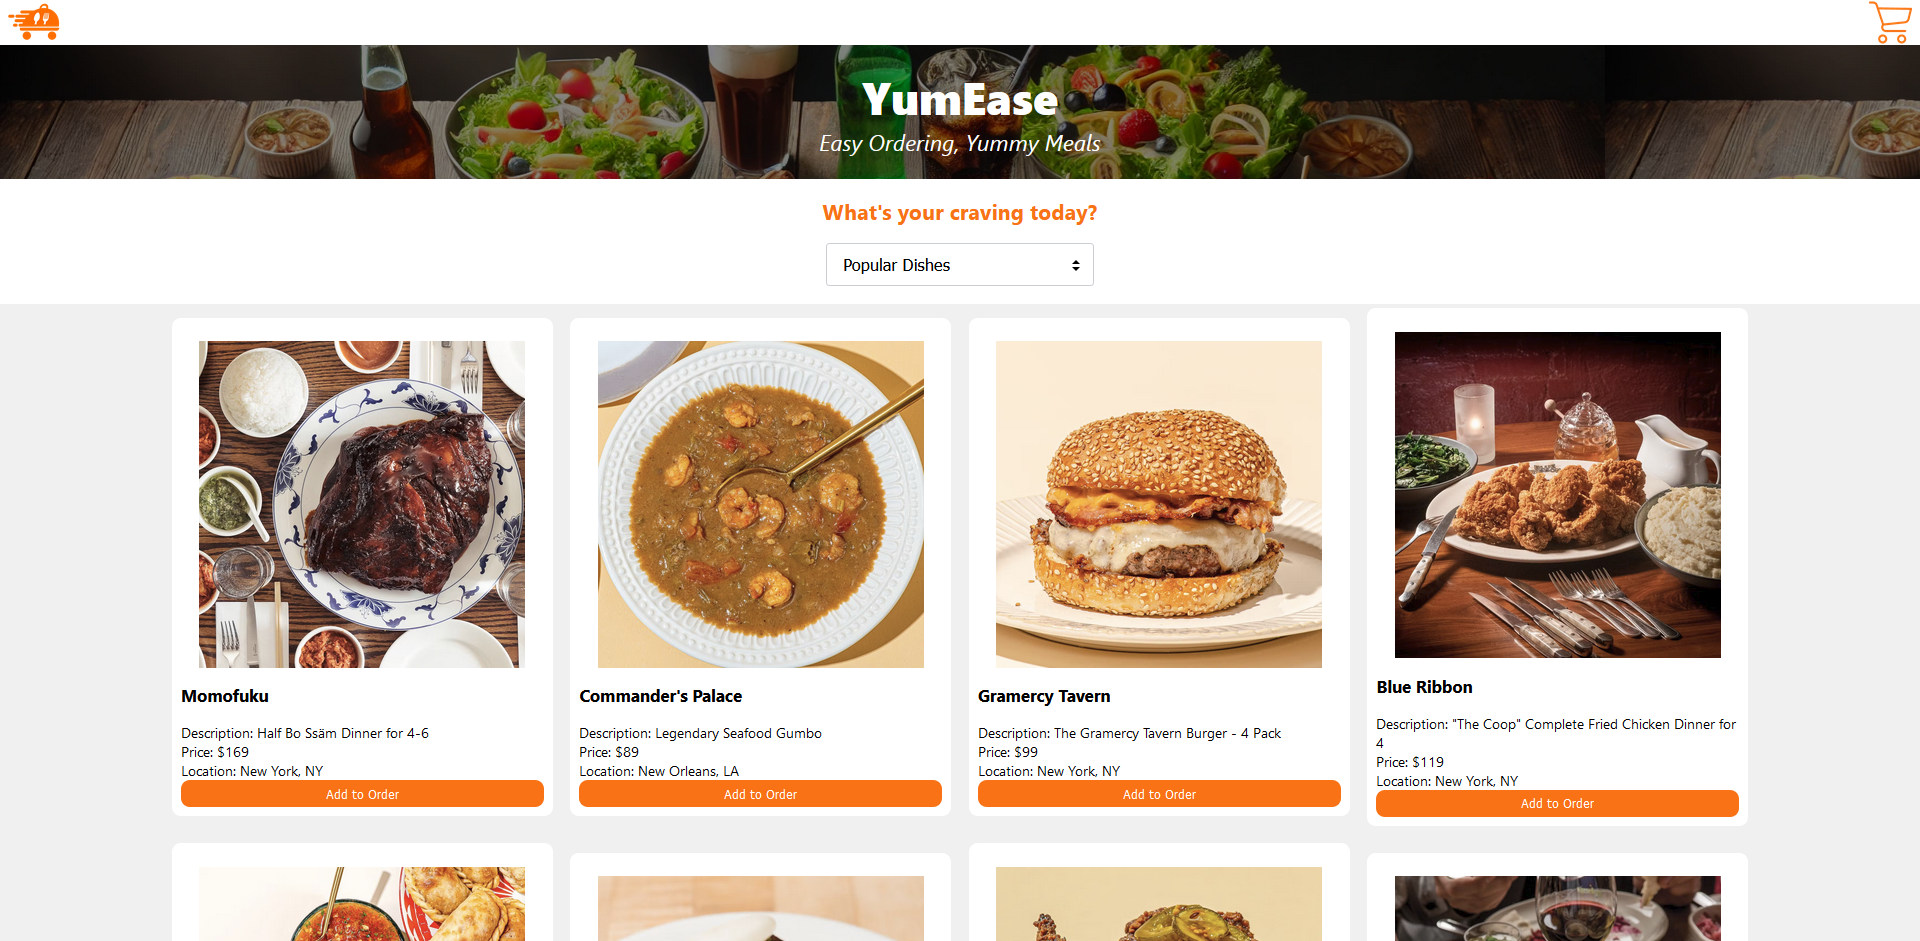 YumEase
Easy Ordering, Yummy Meals
What's your craving today?
Popular Dishes
Momofuku
Description: Half Bo Ssäm Dinner for 4-6
Price: $169
Location: New York, NY
Add to Order
Commander's Palace
Description: Legendary Seafood Gumbo
Price: $89
Location: New Orleans, LA
Add to Order
Gramercy Tavern
Description: The Gramercy Tavern Burger - 4 Pack
Price: $99
Location: New York, NY
Add to Order
Blue Ribbon
Description: "The Coop" Complete Fried Chicken Dinner for
4
Price: $119
Location: New York, NY
Add to Order